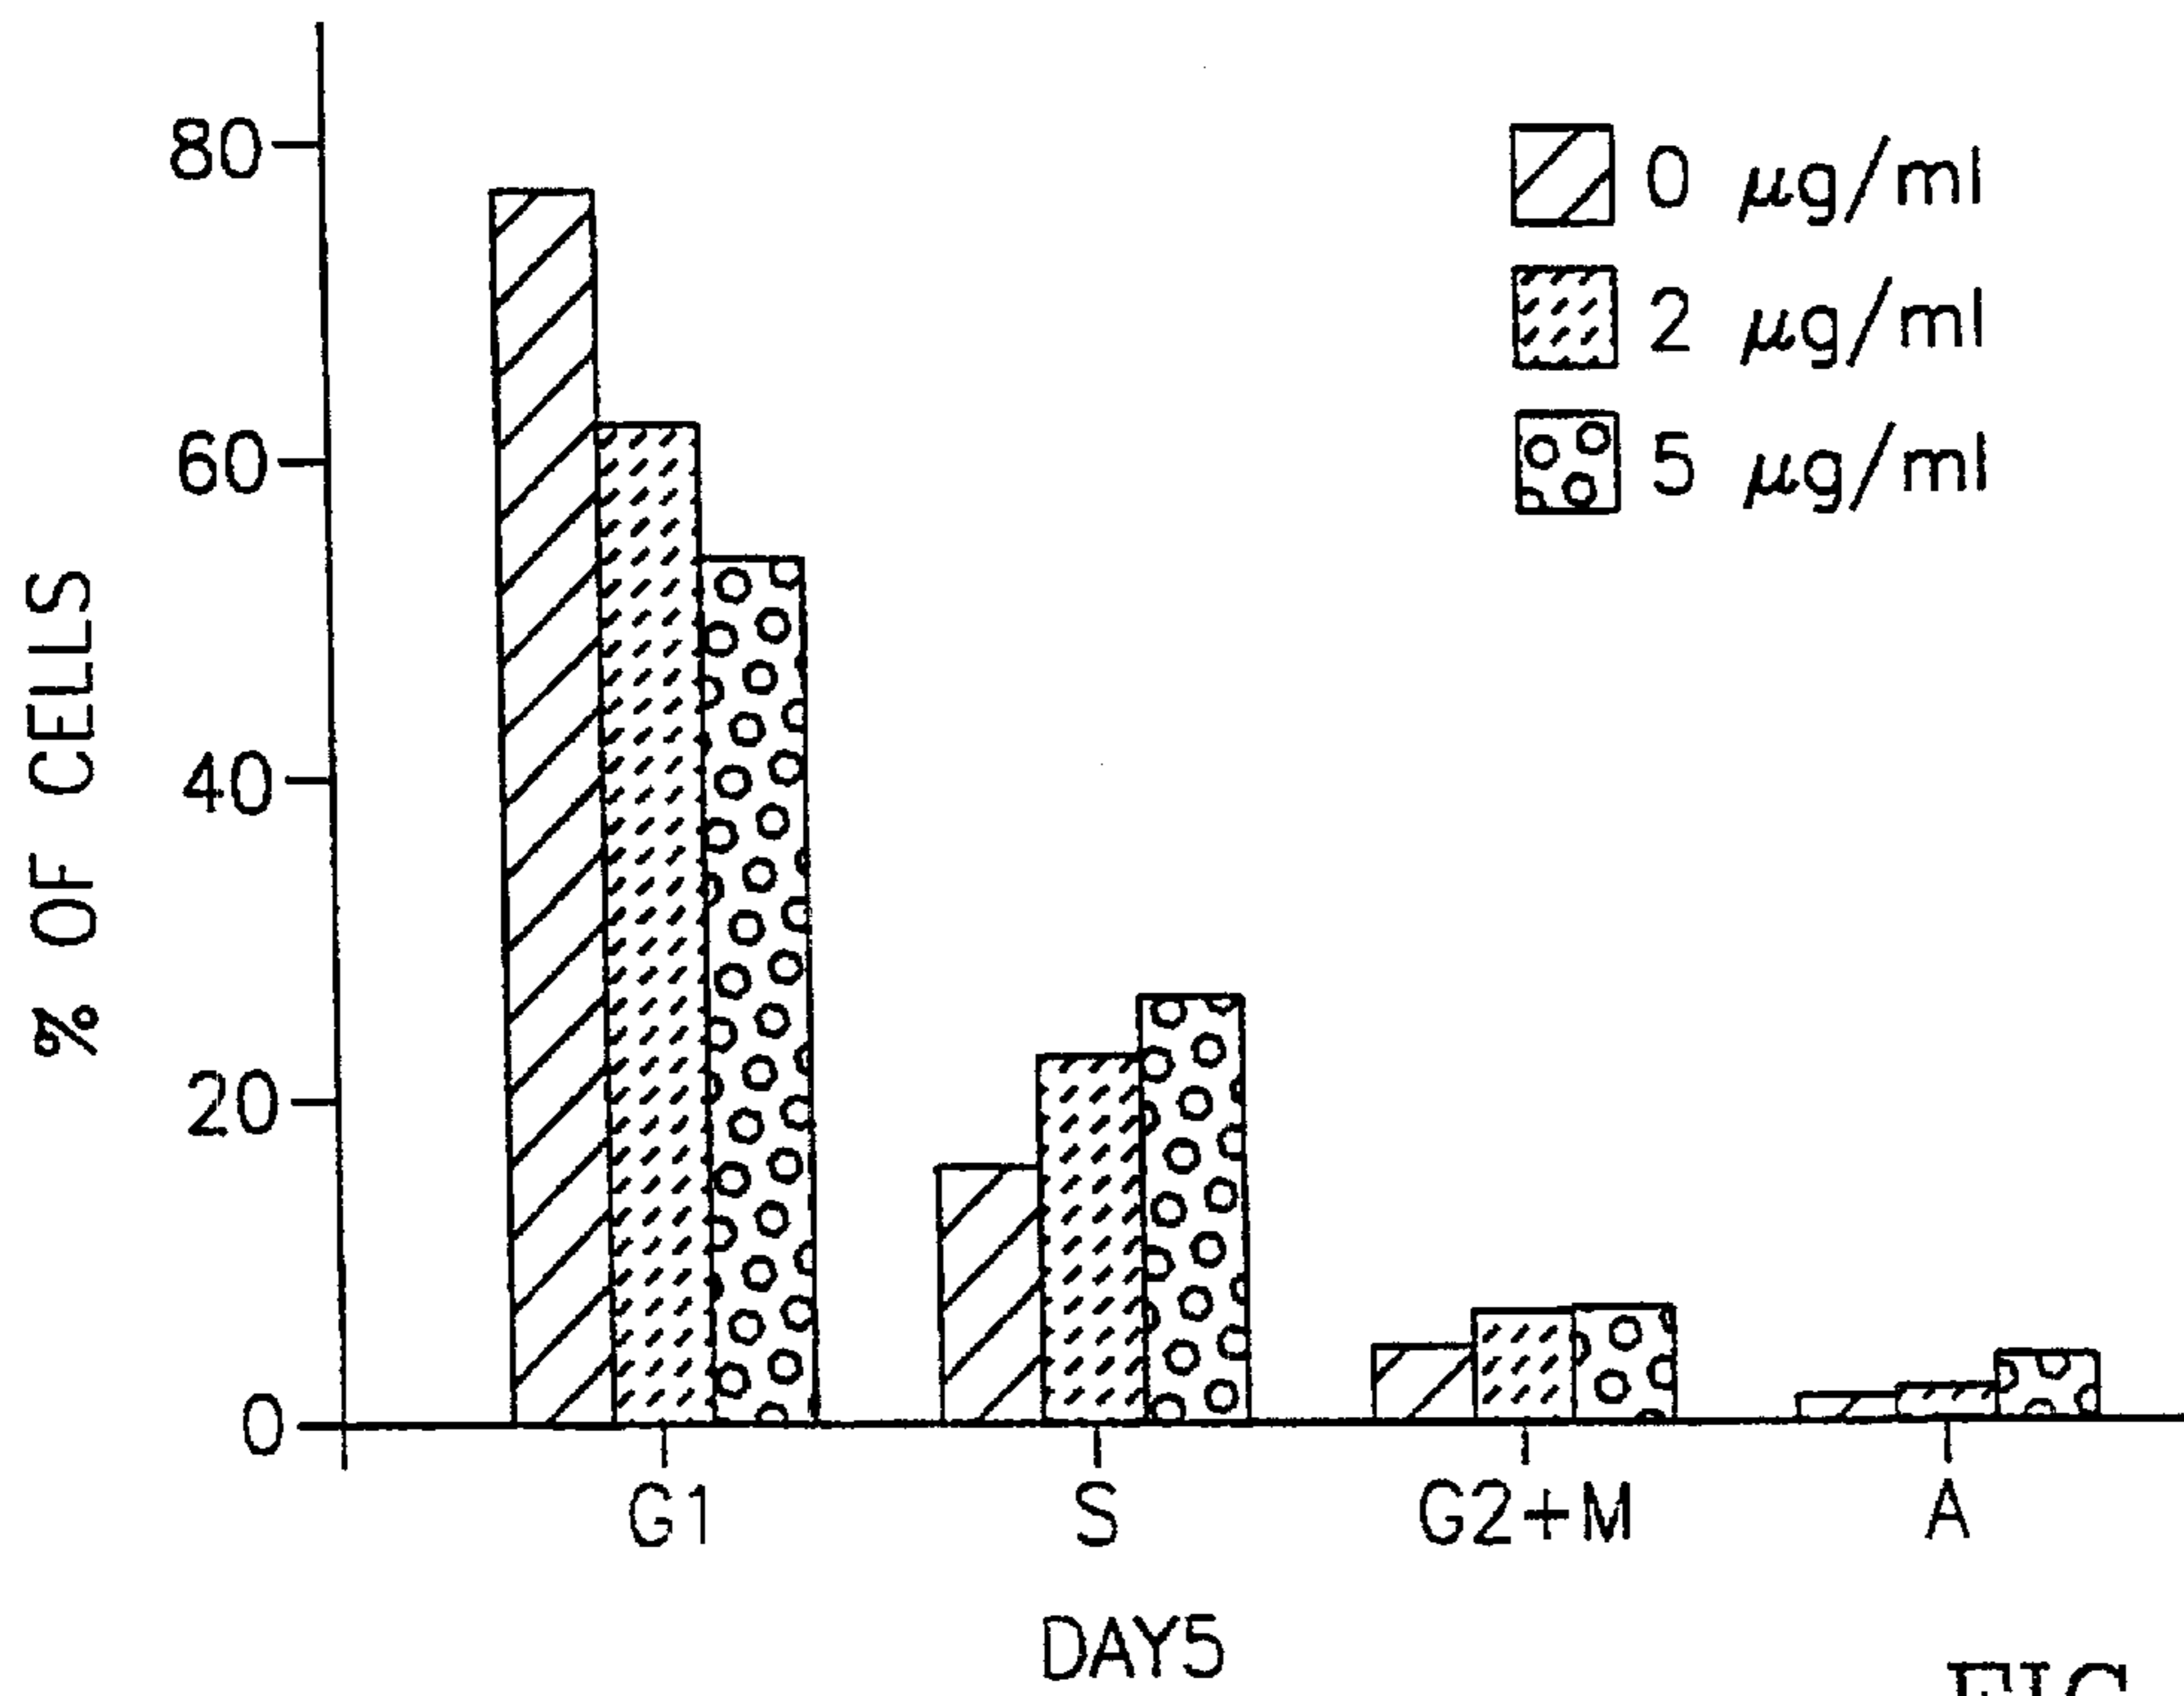 80
60
40
20
0
% OF CELLS
0 μg/ml
2 μg/ml
5 μg/ml
G1
S
G2+M
A
DAY5